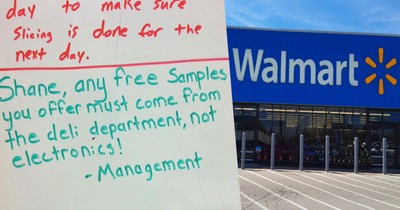 day to make sure
Slicing is done for the
next day.
Shane, any free Samples
you offer must come from
the deli department, not
electronics!
- Management
Walmart